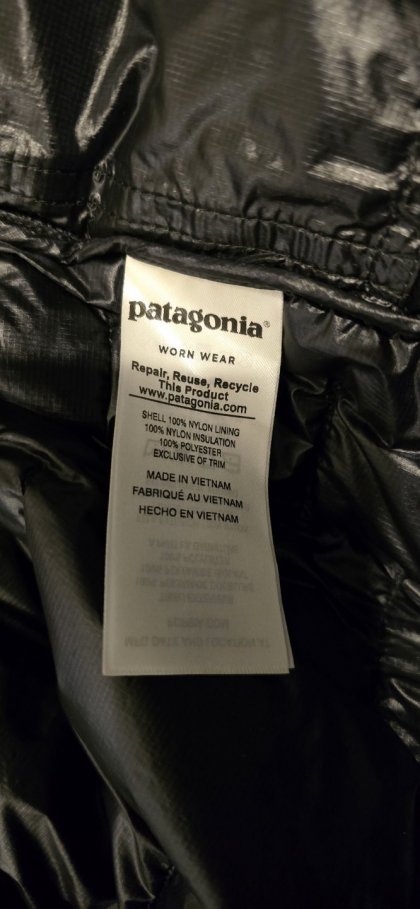 patagonia®
WORN WEAR
Repair, Reuse, Recycle
This Product
www.patagonia.com
SHELL 100% NYLON LINING
100% NYLON INSULATION
100% POLYESTER
EXCLUSIVE OF TRIM
MADE IN VIETNAM
FABRIQUÉ AU VIETNAM
HECHO EN VIETNAM